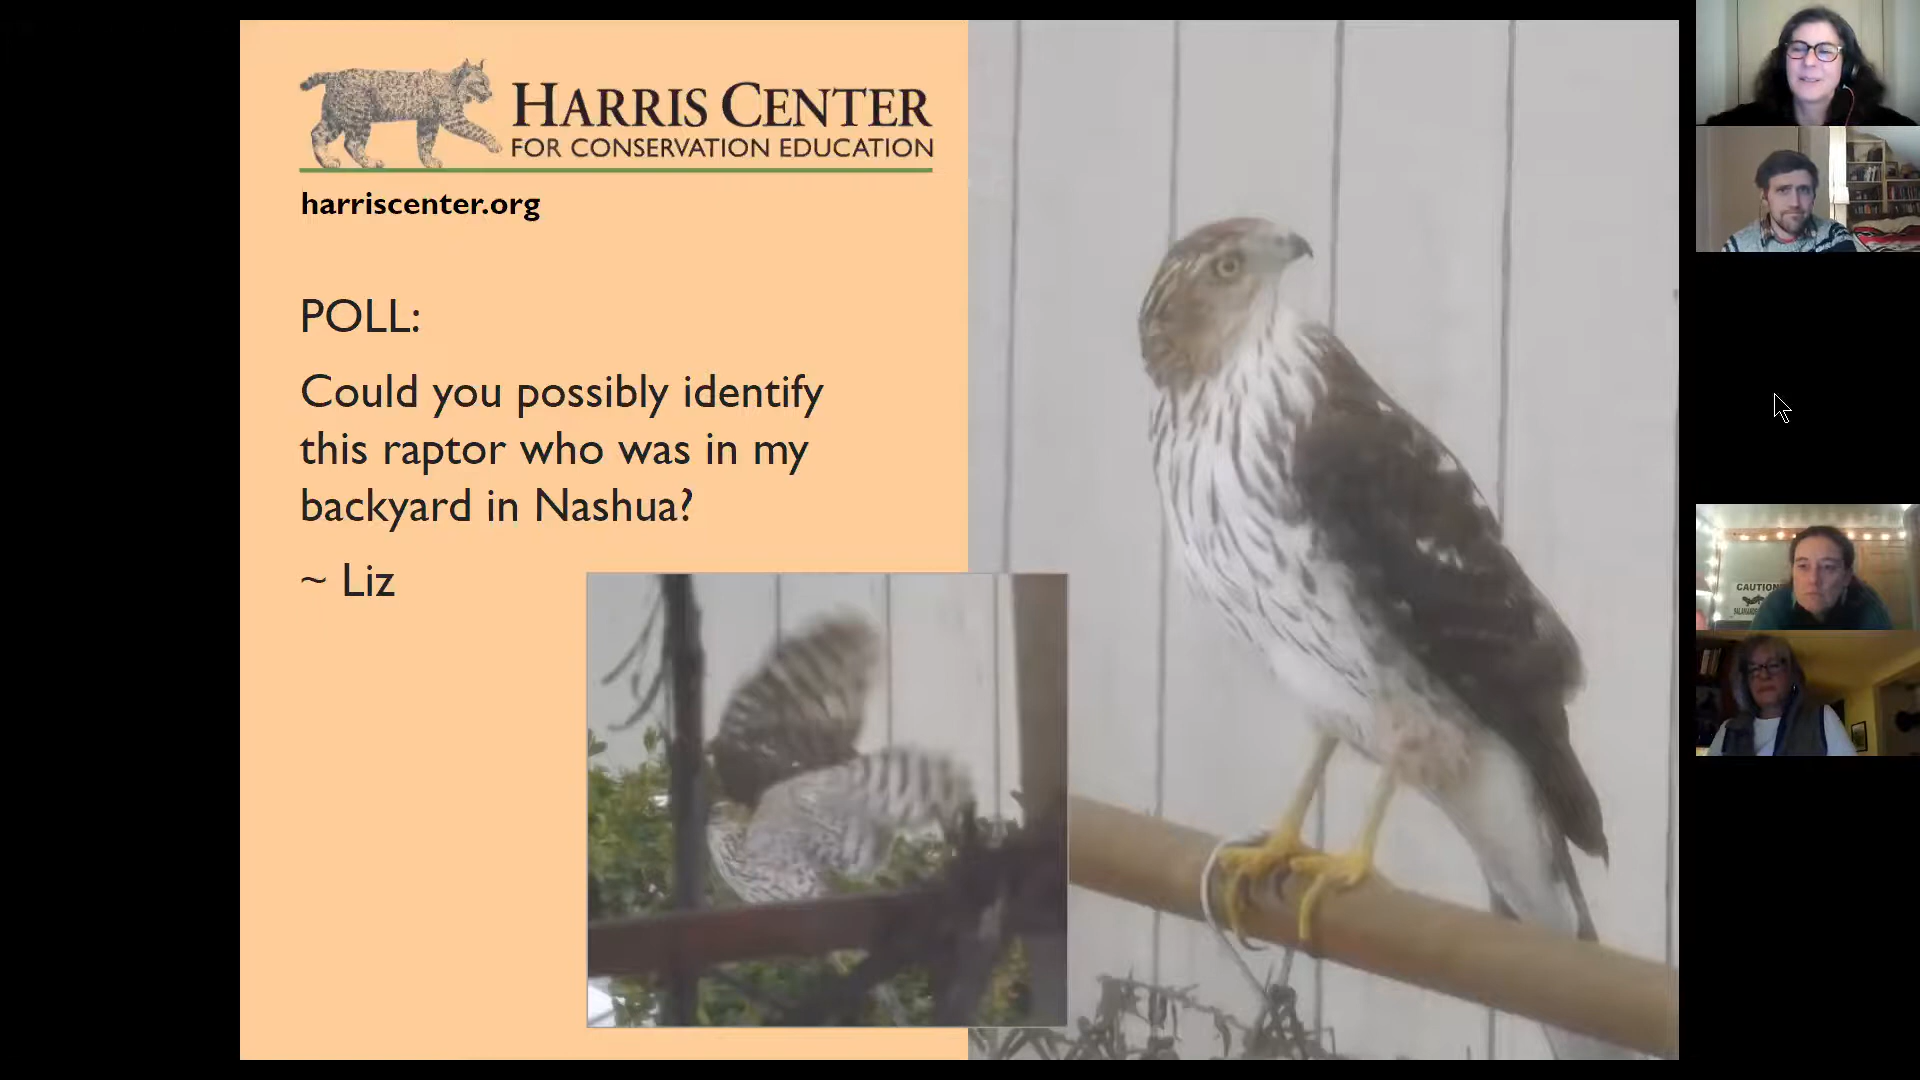 HARRIS CENTER
FOR CONSERVATION EDUCATION
harriscenter.org
POLL:
Could you possibly identify
this raptor who was in my
backyard in Nashua?
~ Liz
CAUTION